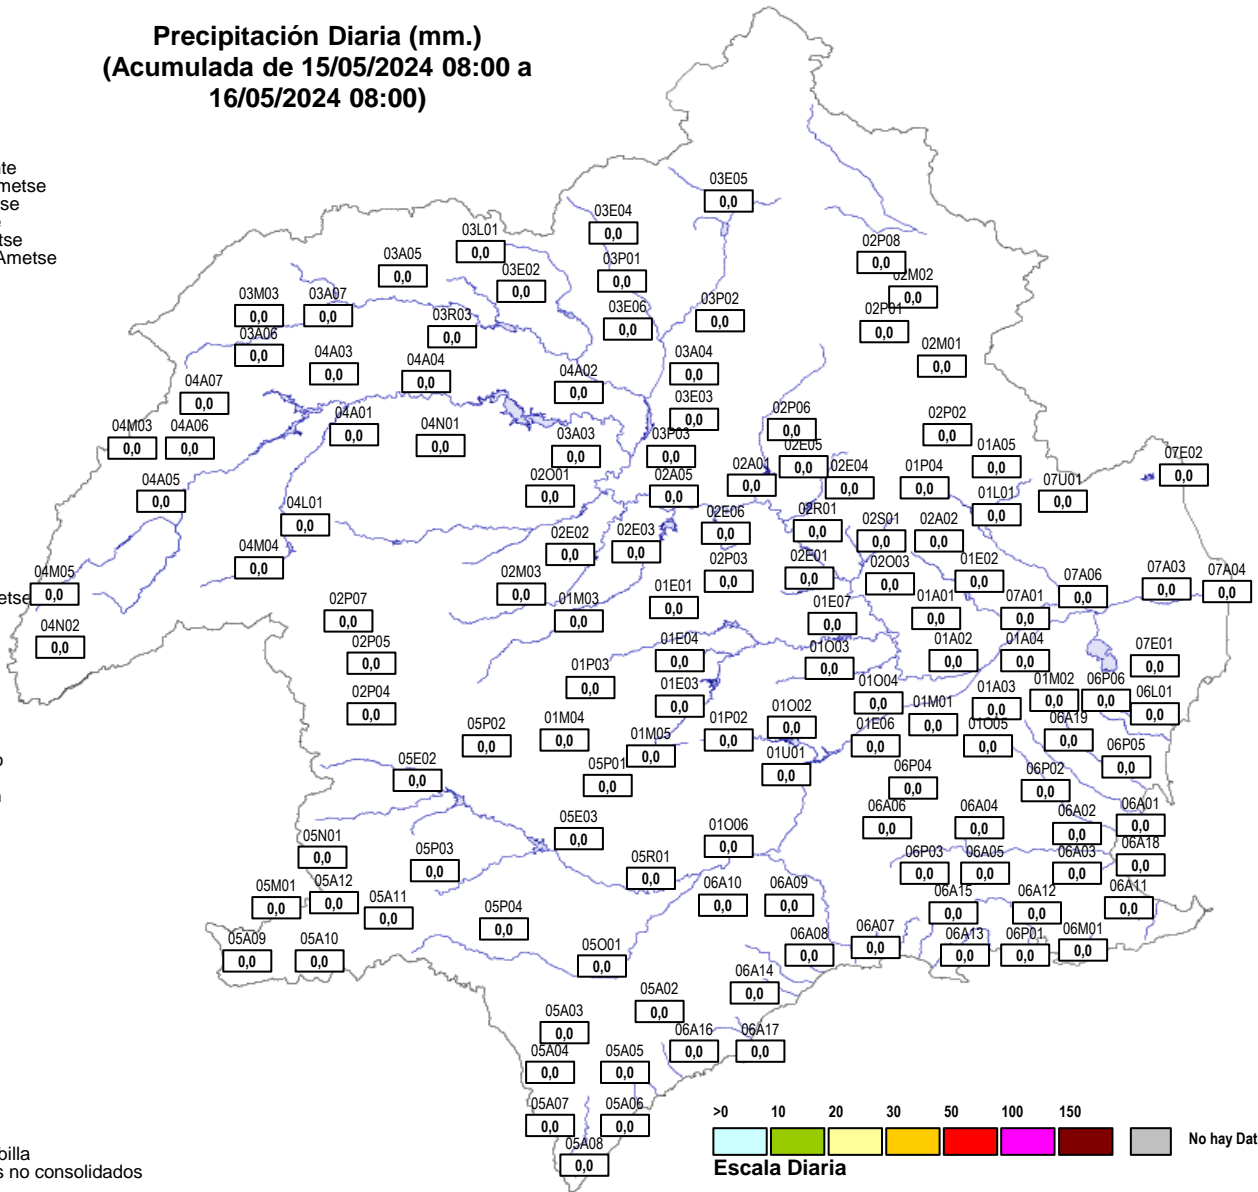 Precipitación Diaria (mm.)
(Acumulada de 15/05/2024 08:00 a
16/05/2024 08:00)
03E05
0,0
03E04
0,0
03L01
0,0
03A05
0,0
03P01
0,0
03E02
0,0
02P08
0,0
02M02
0,0
03M03
0,0
03A07
0,0
03P02
0,0
03E06
0,0
03R03
0,0
02P01
0,0
03A06
0,0
04A03
0,0
04A04
0,0
03A04
0,0
02M01
0,0
04A02
0,0
04A07
0,0
03E03
0,0
04A01
0,0
04N01
0,0
02P06
0,0
02P02
0,0
04M03
0,0
04A06
0,0
03A03
0,0
03P03
0,0
02E05
0,0
01A05
0,0
07E02
0,0
02O01
0,0
02A05
0,0
02A01
0,0
02E04
0,0
01P04
0,0
07U01
0,0
04A05
0,0
01L01
0,0
04L01
0,0
02E06
0,0
02R01
0,0
02S01
0,0
02A02
0,0
02E02
0,0
02E03
0,0
04M04
0,0
02P03
0,0
02E01
0,0
02O03
0,0
01E02
0,0
04M05
0,0
02M03
0,0
07A06
0,0
07A03
0,0
07A04
0,0
02P07
0,0
01M03
0,0
01E01
0,0
01E07
0,0
01A01
0,0
07A01
0,0
04N02
0,0
02P05
0,0
01E04
0,0
01O03
0,0
01A02
0,0
01A04
0,0
07E01
0,0
01P03
0,0
01E03
0,0
02P04
0,0
01O04
0,0
01A03
0,0
01M02
0,0
06P06
0,0
06L01
0,0
01M01
0,0
05P02
0,0
01M04
0,0
01P02
0,0
01O02
0,0
01E06
0,0
01O05
0,0
06A19
0,0
01M05
0,0
05E02
0,0
05P01
0,0
01U01
0,0
06P04
0,0
06P02
0,0
06P05
0,0
05E03
0,0
01O06
0,0
06A06
0,0
06A04
0,0
06A02
0,0
06A01
0,0
05N01
0,0
05P03
0,0
05R01
0,0
06P03
0,0
06A05
0,0
06A03
0,0
06A18
0,0
05M01
0,0
05A12
0,0
05A11
0,0
06A10
0,0
06A09
0,0
06A15
0,0
06A12
0,0
06A11
0,0
05P04
0,0
05A09
0,0
05A10
0,0
05O01
0,0
06A08
0,0
06A07
0,0
06A13
0,0
06P01
0,0
06M01
0,0
05A02
0,0
06A14
0,0
05A03
0,0
06A16
0,0
06A17
0,0
05A04
0,0
05A05
0,0
05A07
0,0
05A06
0,0
05A08
0,0
>0 10 20 30 50 100 150
No hay Dat
Escala Diaria
nte
metse
se
tse
Ametse
etse
billa
s no consolidados